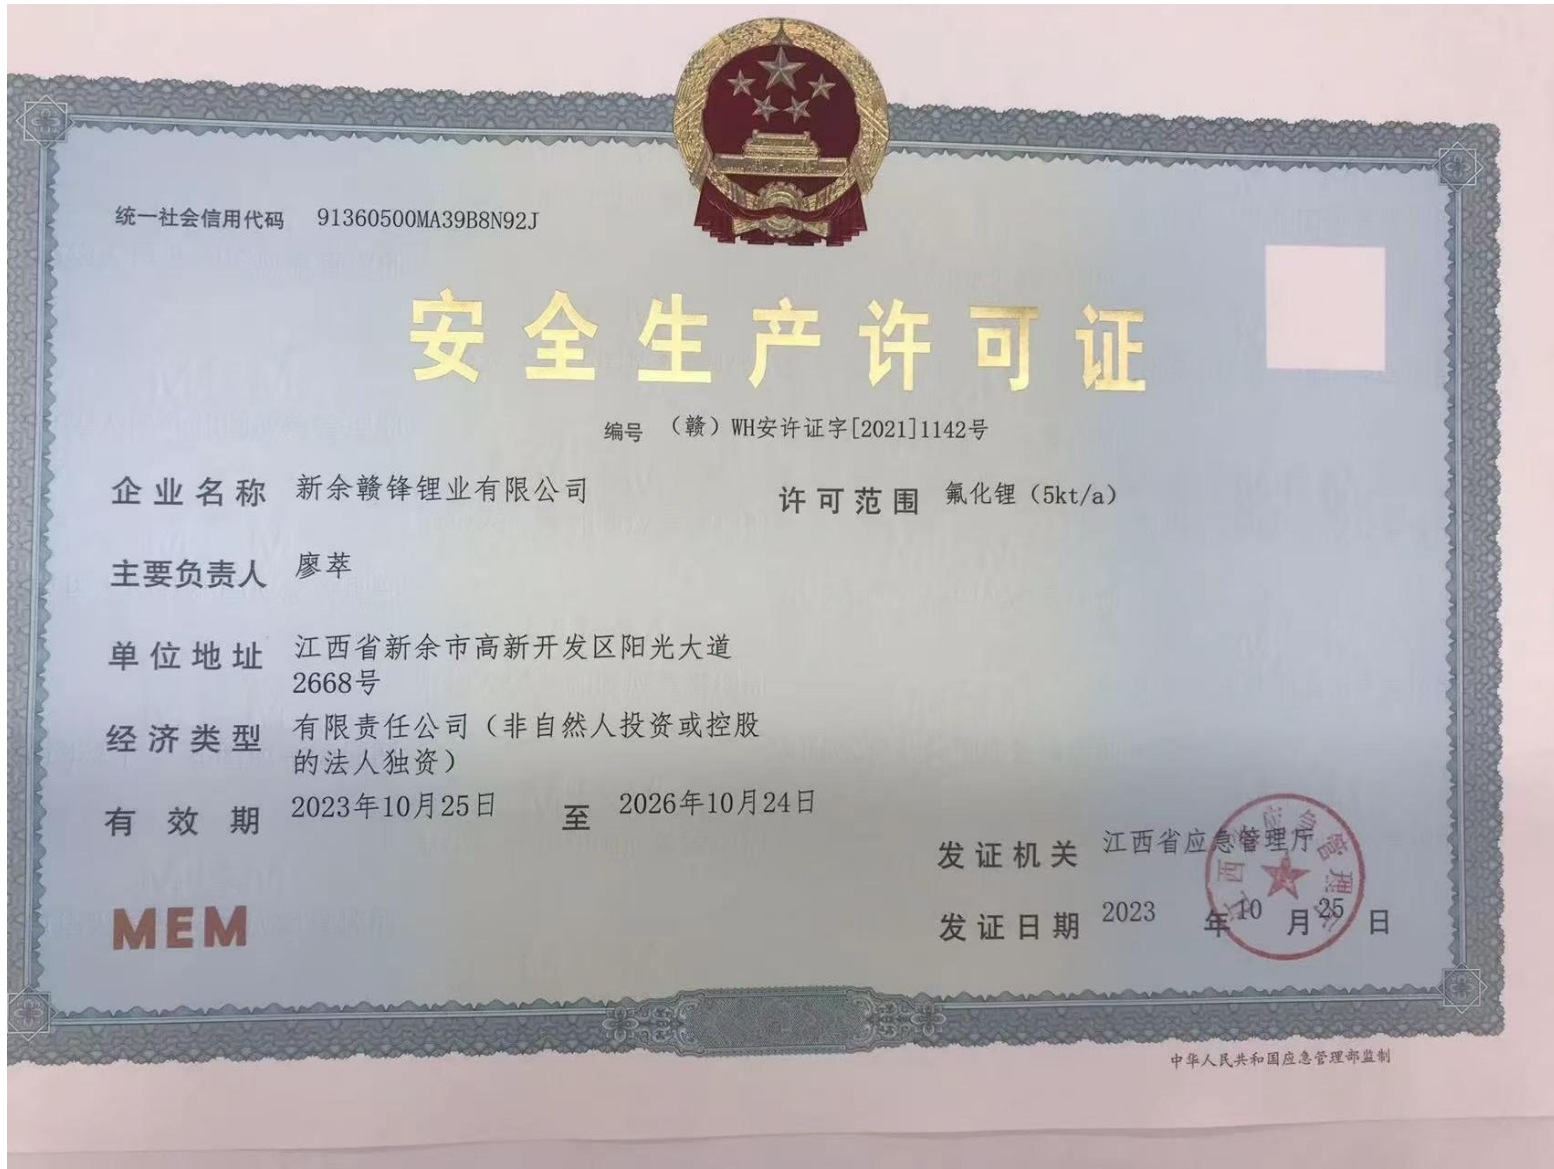 统一社会信用代码 91360500MA39B8N92J
安全生产许可证
编号 （赣）WH安许证字[2021]1142号
企业名称 新余赣锋锂业有限公司
许可范围 氟化锂（5kt/a）
主要负责人 廖萃
单位地址 江西省新余市高新开发区阳光大道
2668号
经济类型 有限责任公司（非自然人投资或控股
的法人独资）
有效期 2023年10月25日 至 2026年10月24日
发证机关 江西省应急管理厅
发证日期 2023 年 10 月 25 日
江西省应急管理厅
MEM
中华人民共和国应急管理部监制